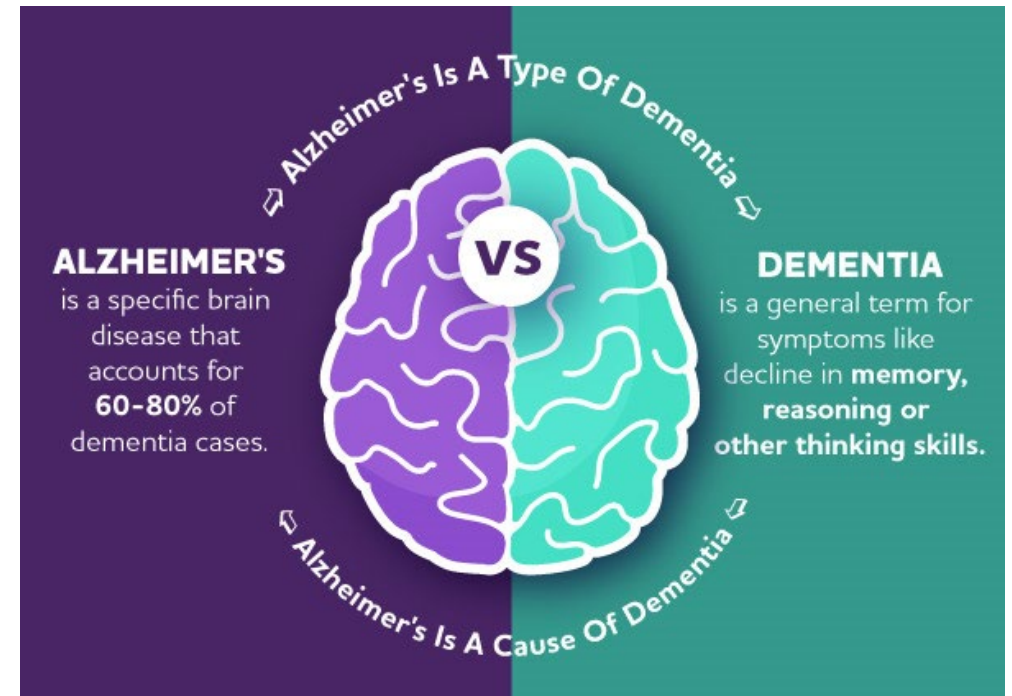 Alzheimer's Is A Type Of Dementia
ALZHEIMER'S
is a specific brain
disease that
accounts for
60-80% of
dementia cases.
VS
DEMENTIA
is a general term for
symptoms like
decline in memory,
reasoning or
other thinking skills.
Alzheimer's Is A Cause Of Dementia